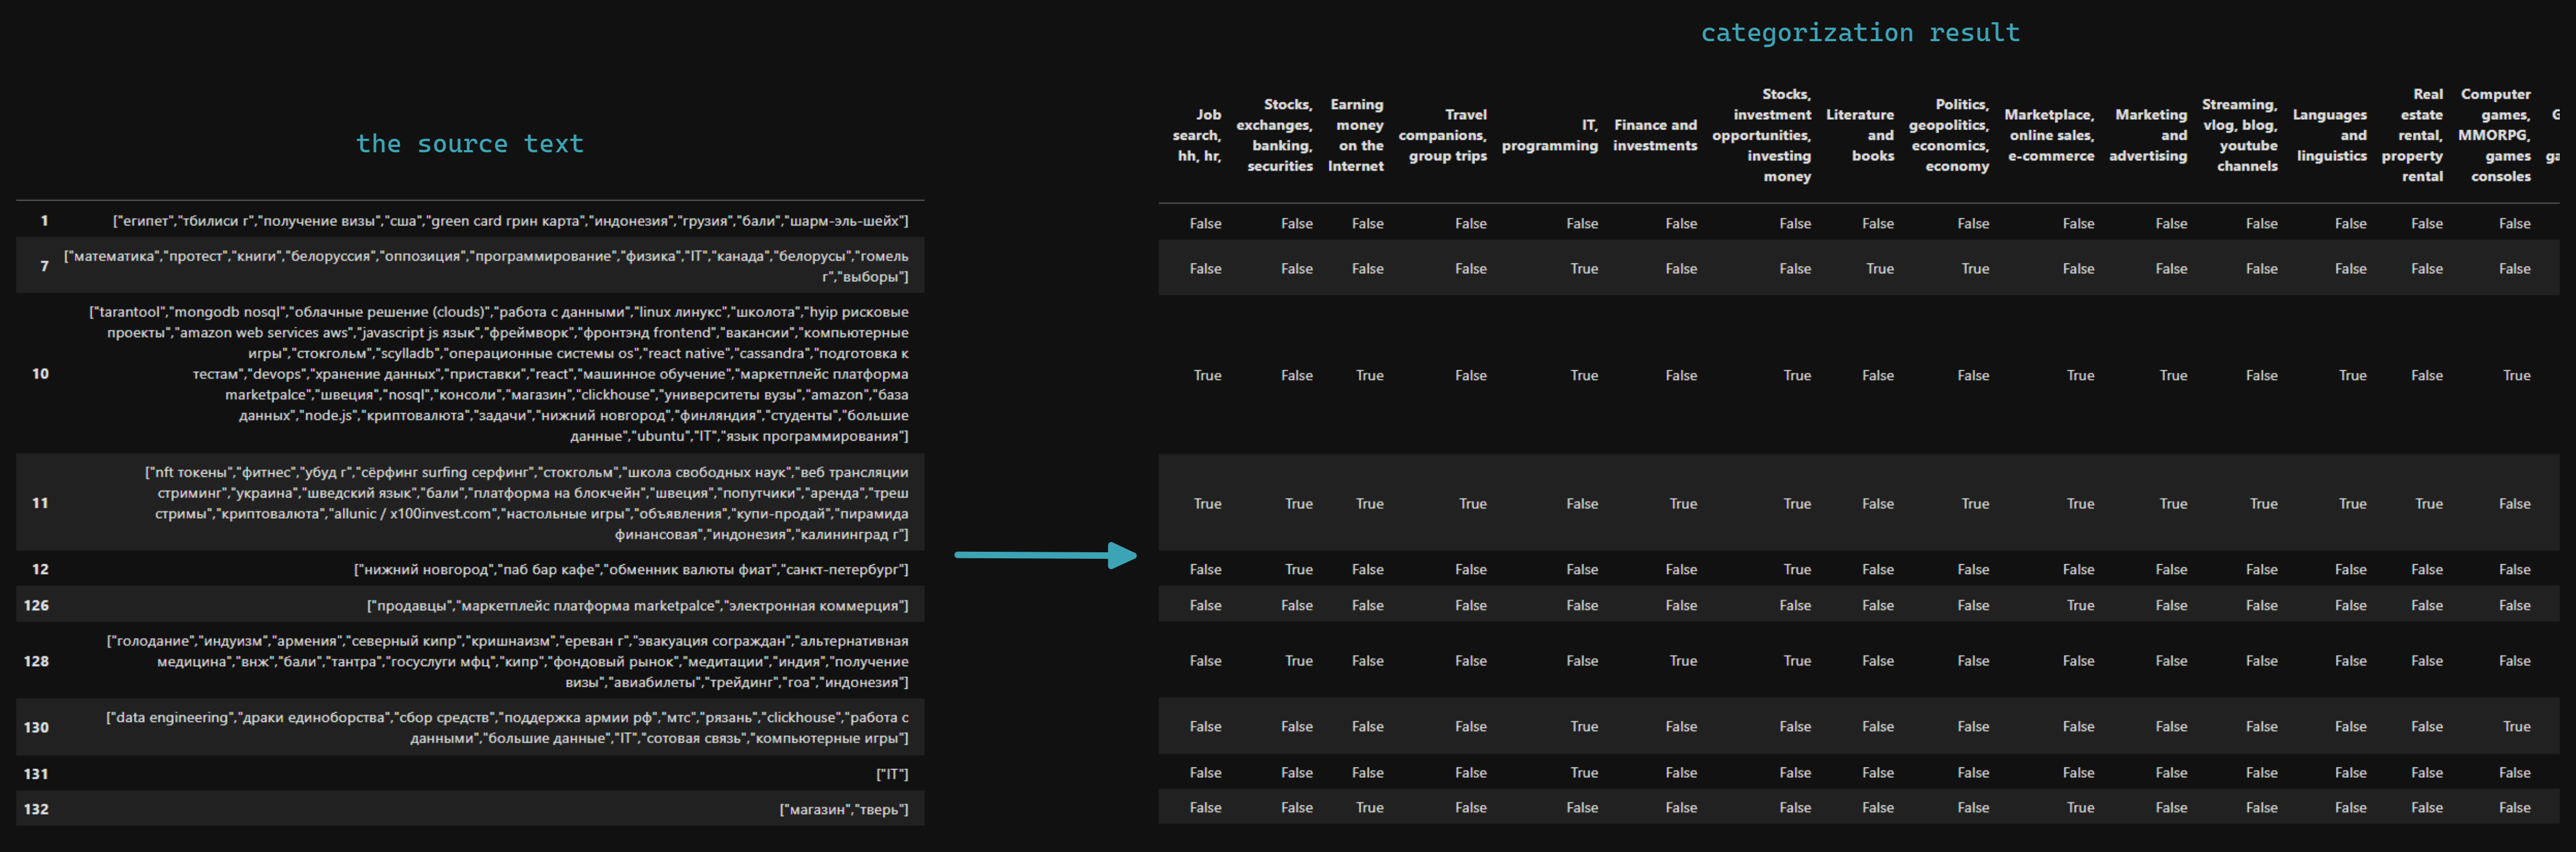 categorization result
the source text
Job
search,
hh, hr,
Stocks,
exchanges,
banking,
securities
Earning
money
on the
Internet
Travel
companions,
group trips
IT,
programming
Finance and
investments
Stocks,
investment
opportunities,
investing
money
Literature
and
books
Politics,
geopolitics,
economics,
economy
Marketplace,
online sales,
e-commerce
Marketing
and
advertising
Streaming,
vlog, blog,
youtube
channels
Languages
and
linguistics
Real
estate
rental,
property
rental
Computer
games,
MMORPG,
games
consoles
1 ["египет","тбилиси г","получение визы","сша","green card грин карта","индонезия","грузия","бали","шарм-эль-шейх"]
False False False False False False False False False False False False False False False
7 ["математика","протест","книги","белоруссия","оппозиция","программирование","физика","IT","канада","белорусы","гомель
г","выборы"]
False False False False True False False True True False False False False False False
10 ["tarantool","mongodb nosql","облачные решение (clouds)","работа с данными","linux линукс","школота","hyip рисковые
проекты","amazon web services aws","javascript js язык","фреймворк","фронтэнд frontend","вакансии","компьютерные
игры","стокгольм","scylladb","операционные системы os","react native","cassandra","подготовка к
тестам","devops","хранение данных","приставки","react","машинное обучение","маркетплейс платформа
marketpalce","швеция","nosql","консоли","магазин","clickhouse","университеты вузы","amazon","база
данных","node.js","криптовалюта","задачи","нижний новгород","финляндия","студенты","большие
данные","ubuntu","IT","язык программирования"]
True False True False True False True False False True True False True False True
11 ["nft токены","фитнес","убуд г","сёрфинг surfing серфинг","стокгольм","школа свободных наук","веб трансляции
стриминг","украина","шведский язык","бали","платформа на блокчейн","швеция","попутчики","аренда","треш
стримы","криптовалюта","allunic / x100invest.com","настольные игры","объявления","купи-продай","пирамида
финансовая","индонезия","калининград г"]
True True True True False True True False True True True True True True False
12 ["нижний новгород","паб бар кафе","обменник валюты фиат","санкт-петербург"]
False True False False False False True False False False False False False False False
126 ["продавцы","маркетплейс платформа marketpalce","электронная коммерция"]
False False False False False False False False False True False False False False False
128 ["голодание","индуизм","армения","северный кипр","кришнаизм","ереван г","эвакуация сограждан","альтернативная
медицина","внж","бали","тантра","госуслуги мфц","кипр","фондовый рынок","медитации","индия","получение
визы","авиабилеты","трейдинг","гоа","индонезия"]
False True False False False True True False False False False False False False False
130 ["data engineering","драки единоборства","сбор средств","поддержка армии рф","мтс","рязань","clickhouse","работа с
данными","большие данные","IT","сотовая связь","компьютерные игры"]
False False False False True False False False False False False False False False True
131 ["IT"]
False False False False True False False False False False False False False False False
132 ["магазин","тверь"]
False False True False False False False False False True False False False False False